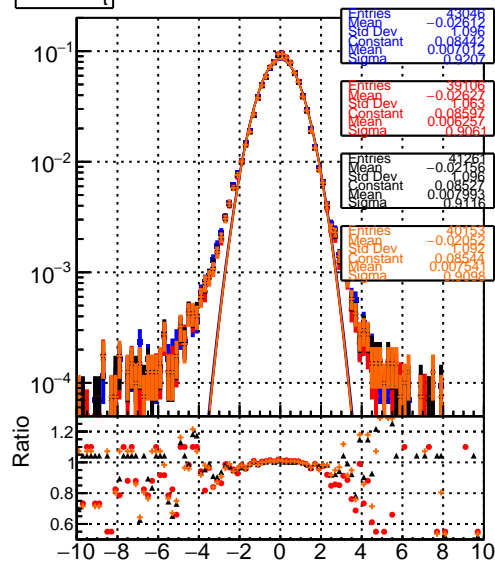 t
Entries 43046
Mean -0.02612
Std Dev 1.096
Constant 0.08442
Mean 0.007012
Sigma 0.9207
Entries 39106
Mean -0.02627
Std Dev 1.063
Constant 0.08597
Mean 0.006257
Sigma 0.9061
Entries 41261
Mean -0.02156
Std Dev 1.096
Constant 0.08527
Mean 0.007993
Sigma 0.9116
Entries 40153
Mean -0.02052
Std Dev 1.092
Constant 0.08544
Mean 0.007541
Sigma 0.9098
10⁻¹
10⁻²
10⁻³
10⁻⁴
Ratio
1.2
1
0.8
0.6
−10 −8 −6 −4 −2 0 2 4 6 8 10